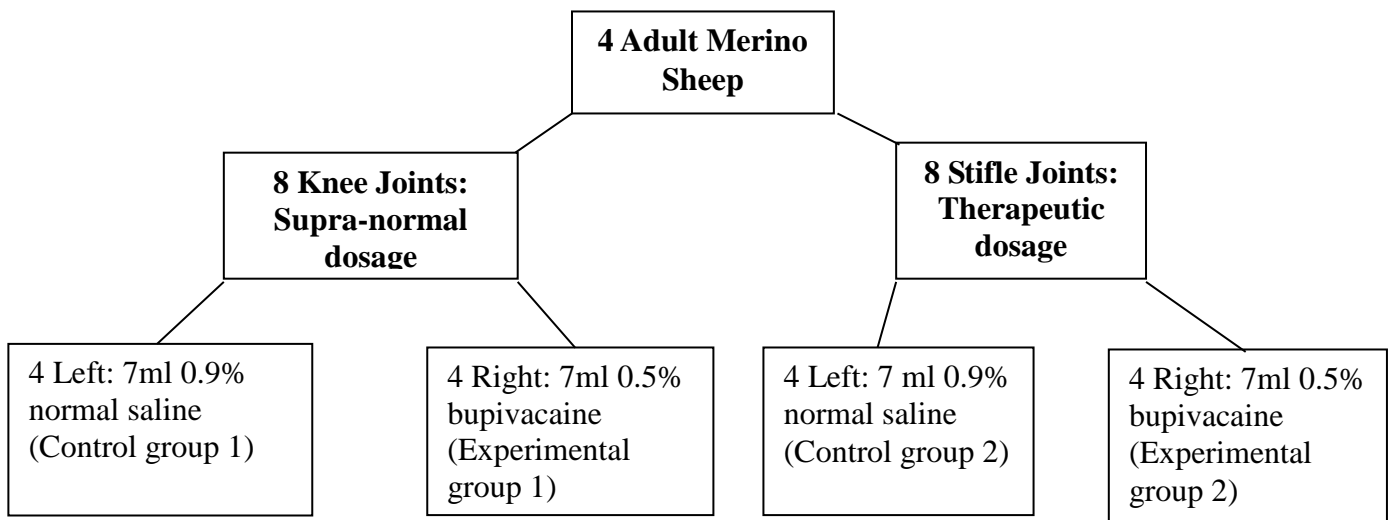 4 Adult Merino
Sheep
8 Knee Joints:
Supra-normal
dosage
8 Stifle Joints:
Therapeutic
dosage
4 Left: 7ml 0.9%
normal saline
(Control group 1)
4 Right: 7ml 0.5%
bupivacaine
(Experimental
group 1)
4 Left: 7 ml 0.9%
normal saline
(Control group 2)
4 Right: 7ml 0.5%
bupivacaine
(Experimental
group 2)